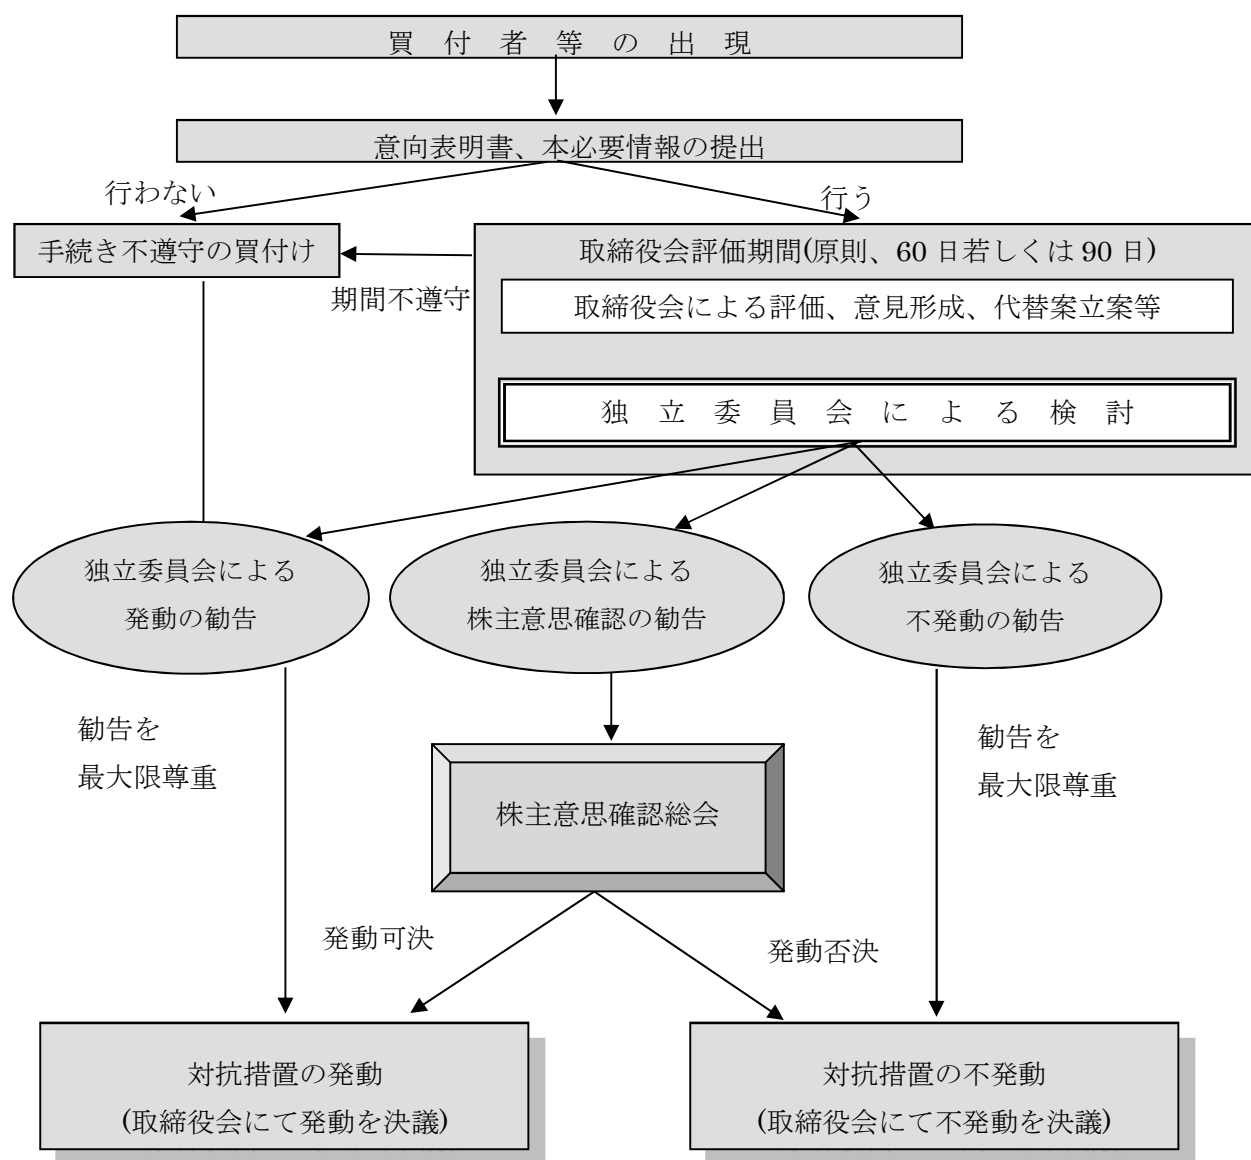 買付者等の出現
意向表明書、本必要情報の提出
行わない
行う
手続き不遵守の買付け
取締役会評価期間(原則、60日若しくは90日)
期間不遵守
取締役会による評価、意見形成、代替案立案等
独立委員会による検討
独立委員会による
発動の勧告
独立委員会による
株主意思確認の勧告
独立委員会による
不発動の勧告
勧告を
最大限尊重
勧告を
最大限尊重
株主意思確認総会
発動可決
発動否決
対抗措置の発動
(取締役会にて発動を決議)
対抗措置の不発動
(取締役会にて不発動を決議)